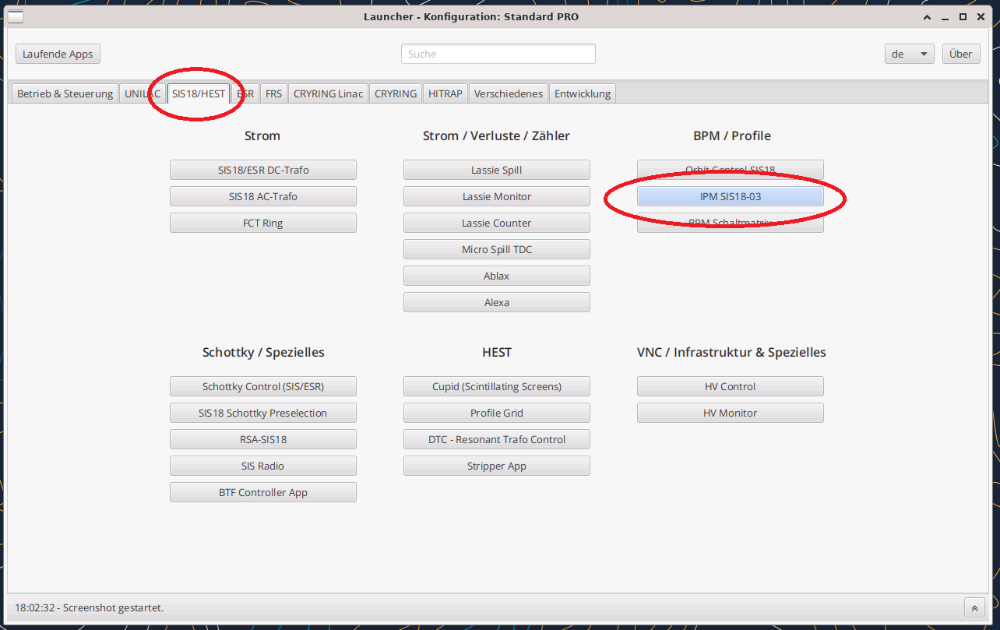 Launcher - Konfiguration: Standard PRO
Laufende Apps
Suche
de
Über
Betrieb & Steuerung
UNILAC
SIS18/HEST
ESR
FRS
CRYRING Linac
CRYRING
HITRAP
Verschiedenes
Entwicklung
Strom
SIS18/ESR DC-Trafo
SIS18 AC-Trafo
FCT Ring
Strom / Verluste / Zähler
Lassie Spill
Lassie Monitor
Lassie Counter
Micro Spill TDC
Ablax
Alexa
BPM / Profile
Orbit Control SIS18
IPM SIS18-03
BPM Schaltmatrix
Schottky / Spezielles
Schottky Control (SIS/ESR)
SIS18 Schottky Preselection
RSA-SIS18
SIS Radio
BTF Controller App
HEST
Cupid (Scintillating Screens)
Profile Grid
DTC - Resonant Trafo Control
Stripper App
VNC / Infrastruktur & Spezielles
HV Control
HV Monitor
18:02:32 - Screenshot gestartet.